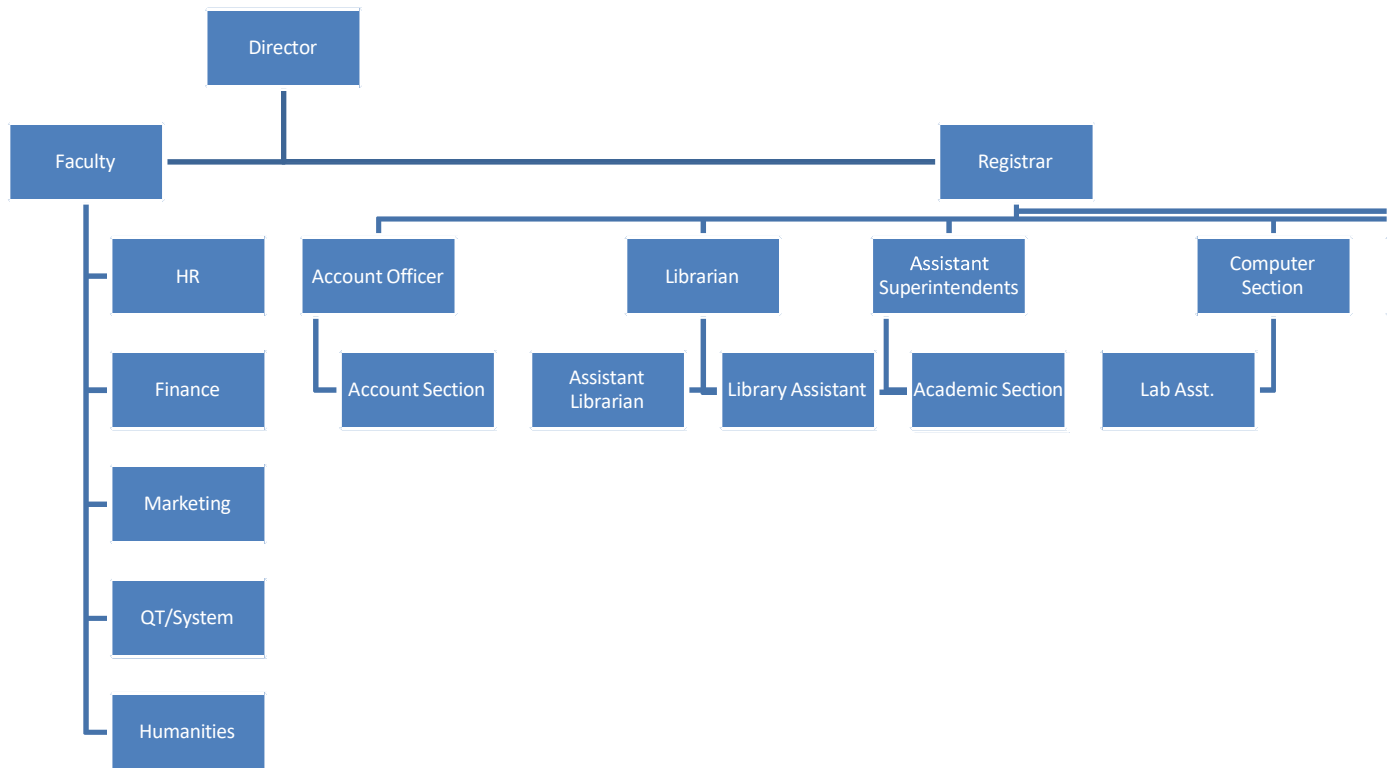 Director
Faculty
Registrar
HR
Account Officer
Librarian
Assistant
Superintendents
Computer
Section
Finance
Account Section
Assistant
Librarian
Library Assistant
Academic Section
Lab Asst.
Marketing
QT/System
Humanities